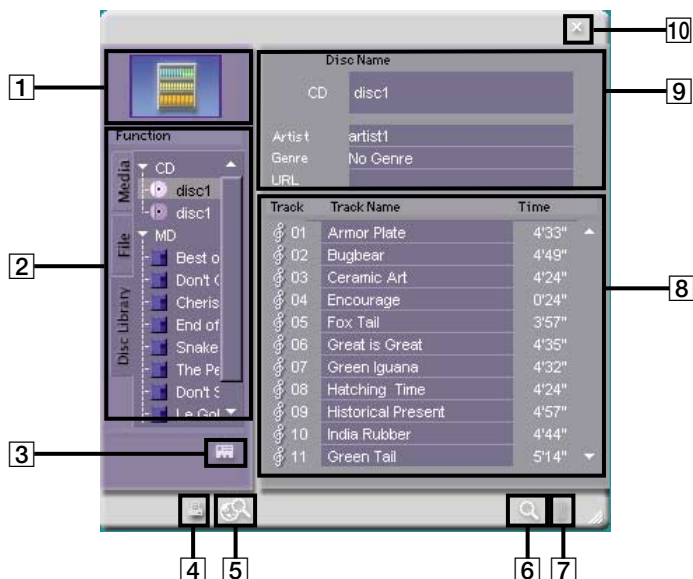 10
1
Disc Name
CD disc1
9
Artist artist1
Genre No Genre
URL
Function
Media
File
Disc Library
2
CD
disc1
disc1
MD
Best o
Don't
Cheris
End of
Snake
The Pe
Don't S
Le Gol
Track Track Name Time
01 Armor Plate 4'33"
02 Bugbear 4'49"
03 Ceramic Art 4'24"
04 Encourage 0'24"
05 Fox Tail 3'57"
06 Great is Great 4'35"
07 Green Iguana 4'32"
08 Hatching Time 4'24"
09 Historical Present 4'57"
10 India Rubber 4'44"
11 Green Tail 5'14"
8
3
4 5 6 7